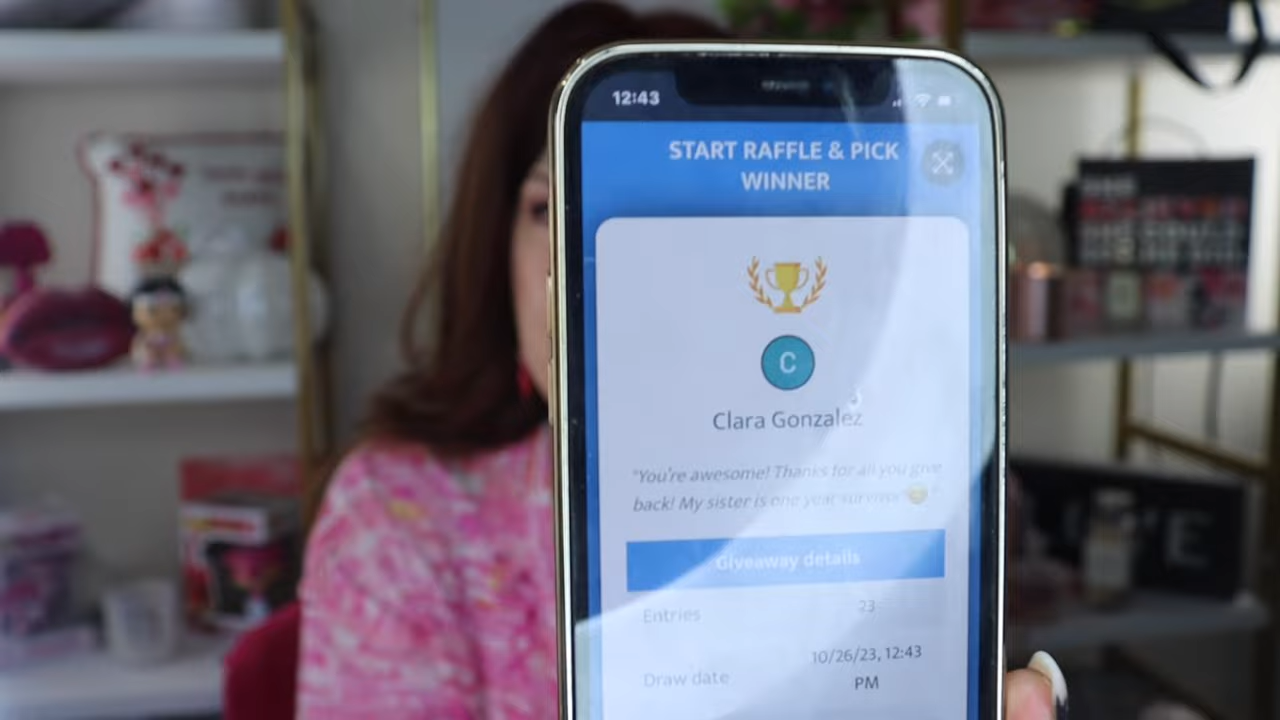 12:43
START RAFFLE & PICK
WINNER
C
Clara Gonzalez
"You're awesome! Thanks for all you give
back! My sister is one year survivor
Giveaway details
Entries 23
Draw date 10/26/23, 12:43
PM